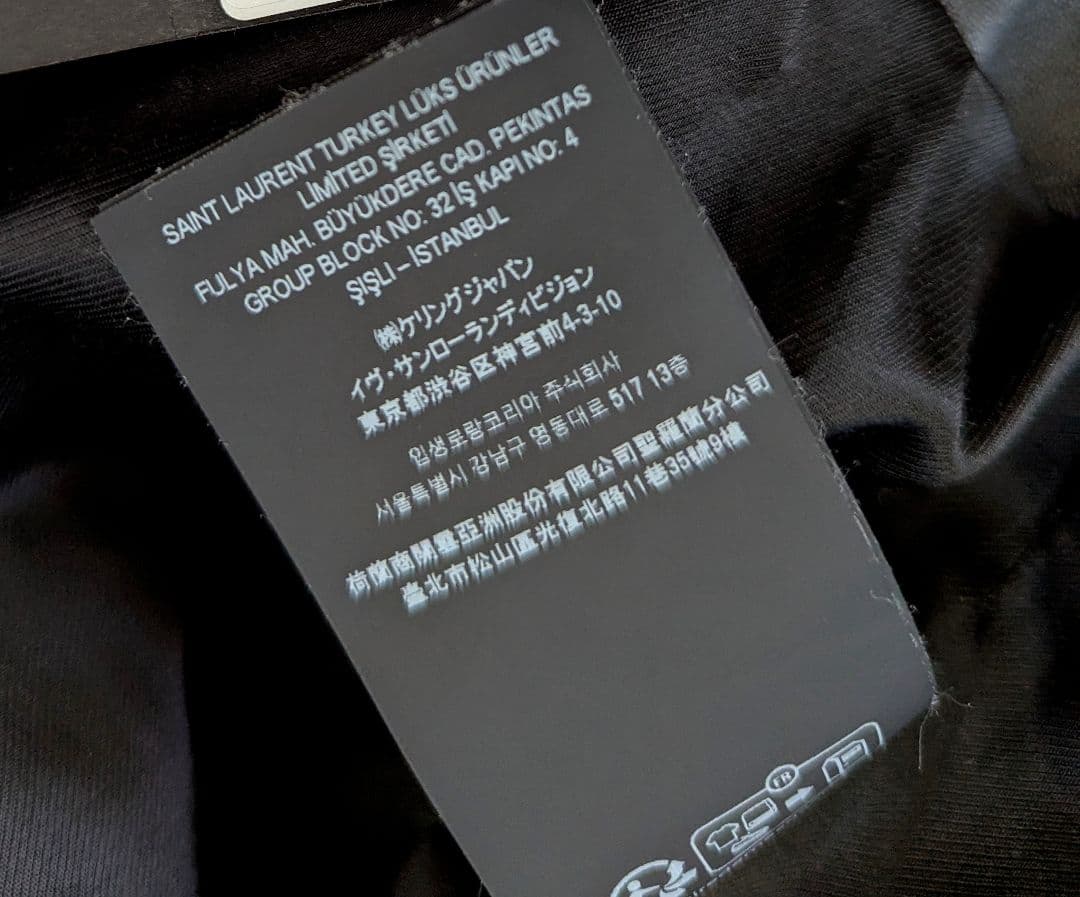 SAINT LAURENT TURKEY LÜKS ÜRÜNLER
LİMİTED ŞİRKETİ
FULYA MAH. BÜYÜKDERE CAD. PEKINTAS
GROUP BLOCK NO: 32 İŞ KAPI NO: 4
ŞIŞLI – İSTANBUL
㈱ケリングジャパン
イヴ・サンローランディビジョン
東京都渋谷区神宮前4-3-10
입생로랑코리아 주식회사
서울특별시 강남구 영동대로 517 13층
荷蘭商開雲亞洲股份有限公司聖羅蘭分公司
臺北市松山區光復北路11巷35號9樓
FR